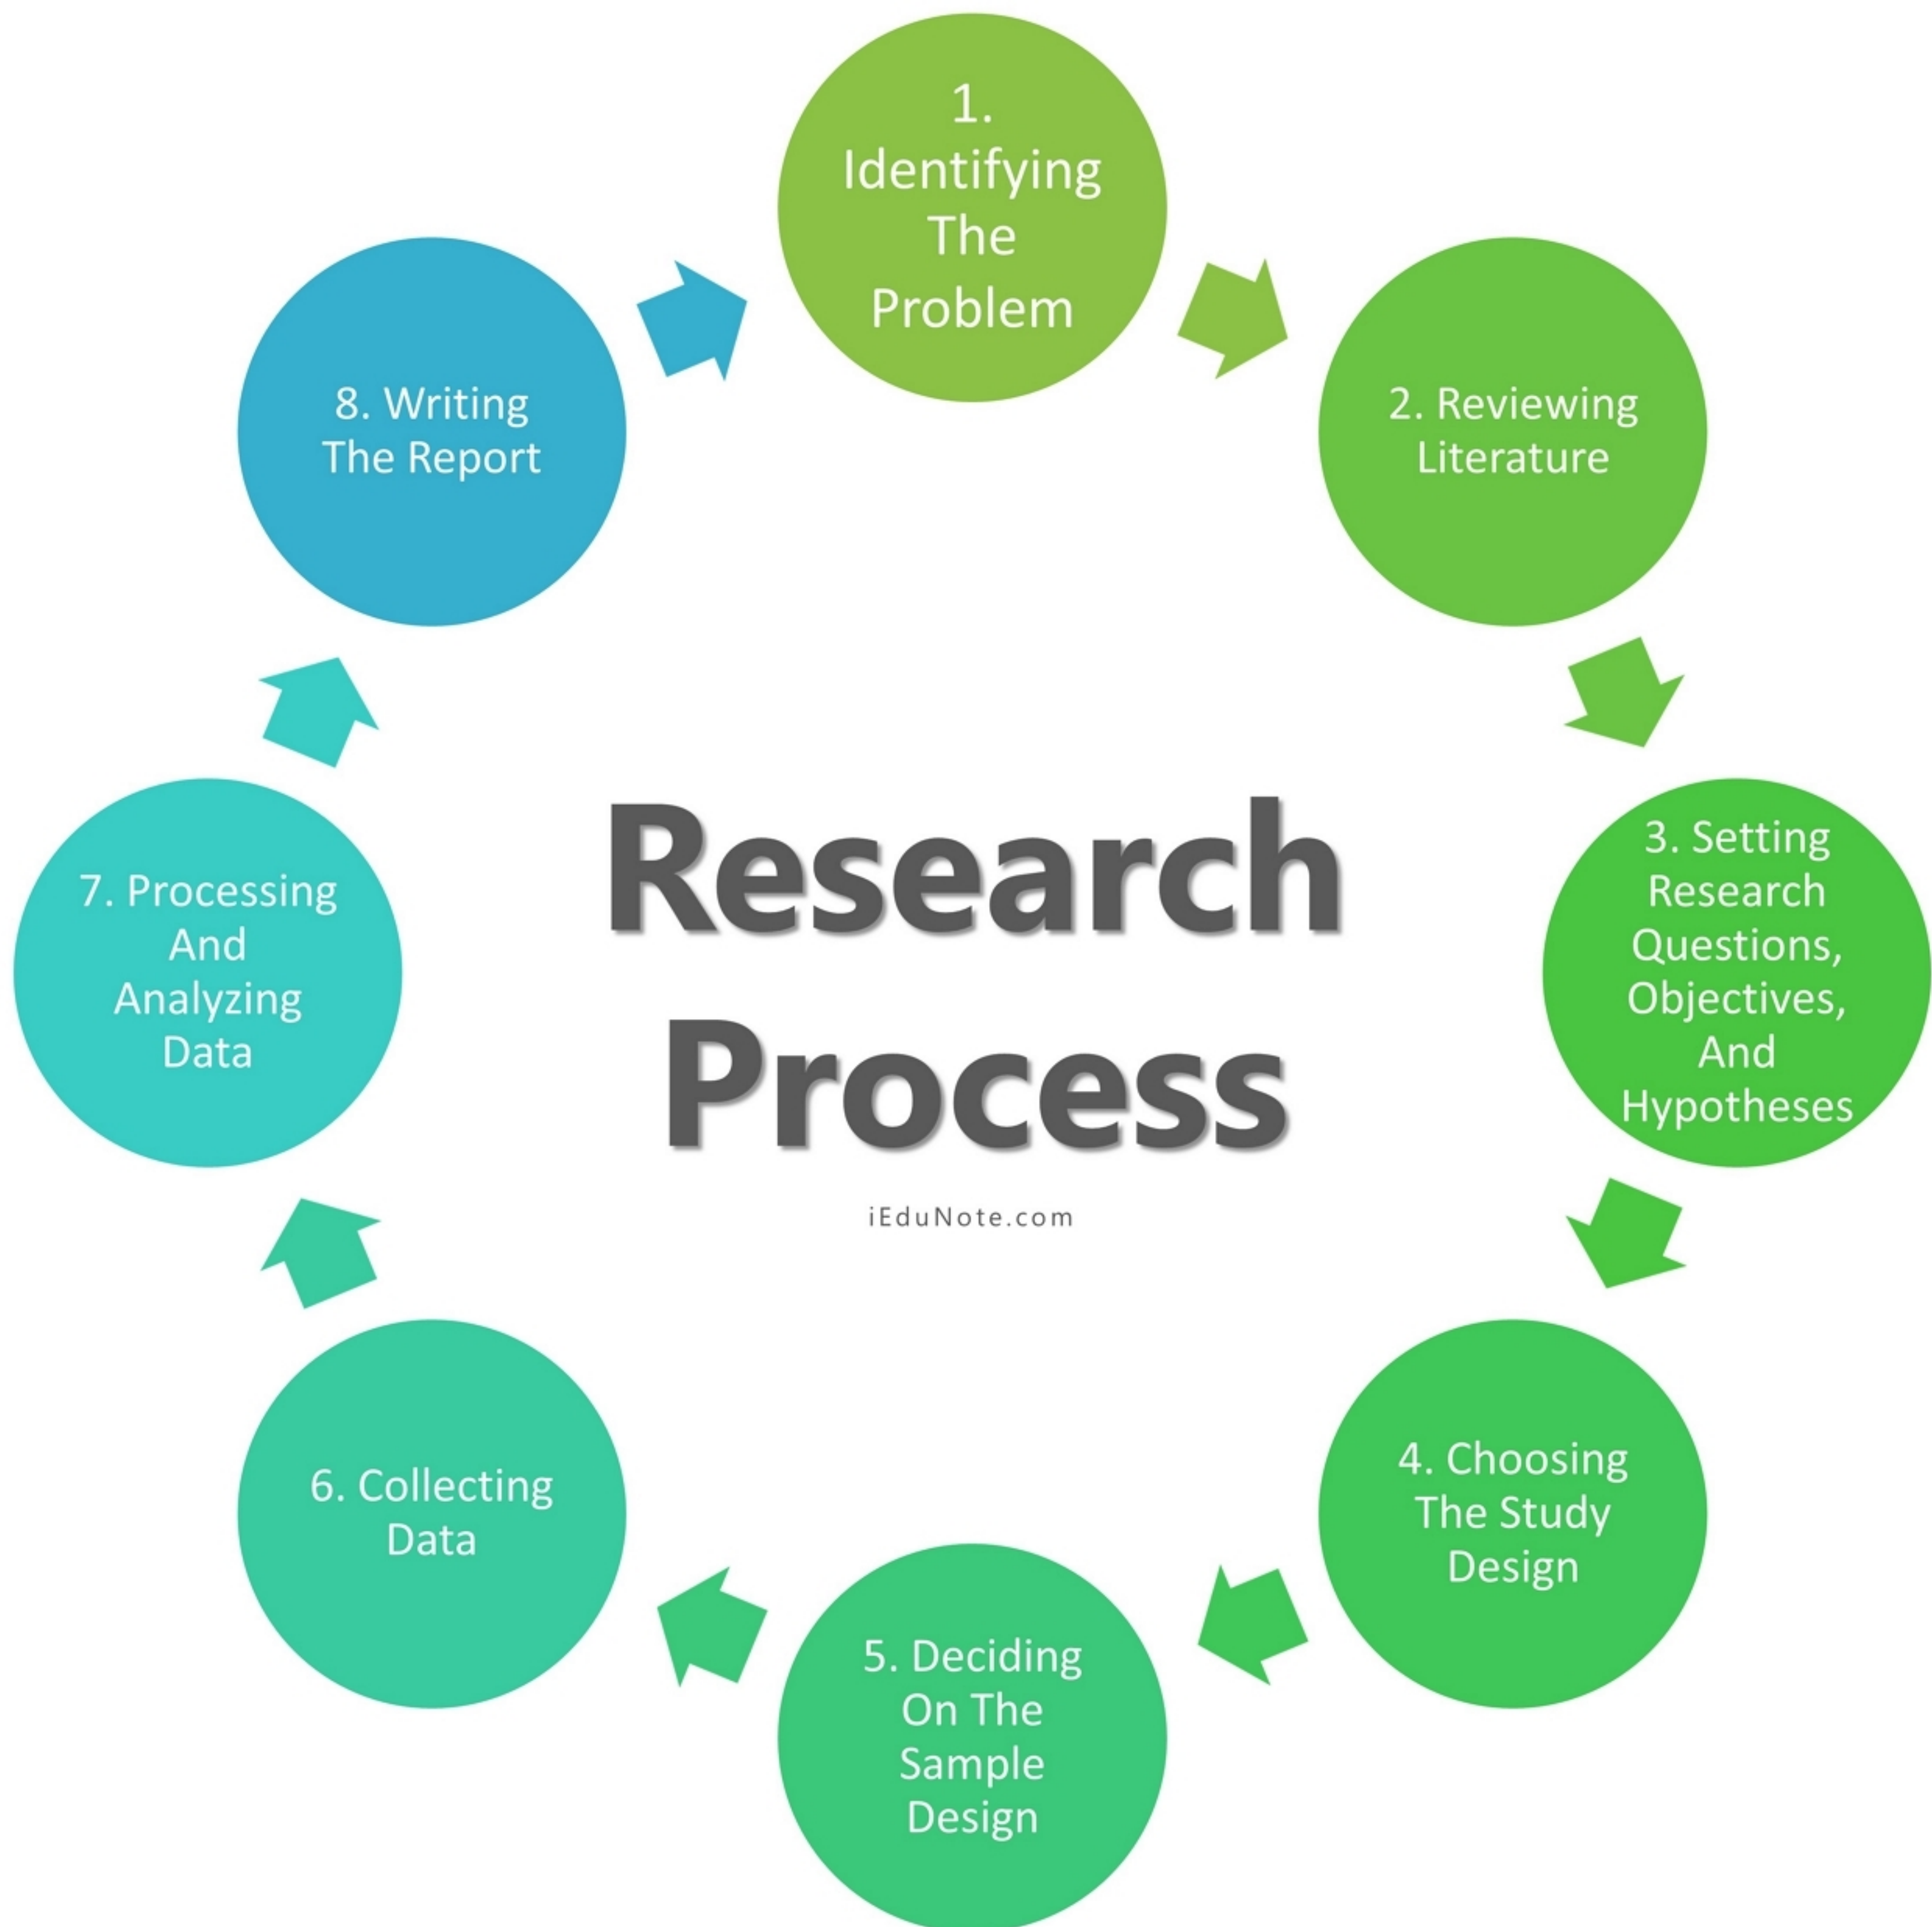 1.
Identifying
The
Problem
2. Reviewing
Literature
3. Setting
Research
Questions,
Objectives,
And
Hypotheses
4. Choosing
The Study
Design
5. Deciding
On The
Sample
Design
6. Collecting
Data
7. Processing
And
Analyzing
Data
8. Writing
The Report
Research
Process
iEduNote.com